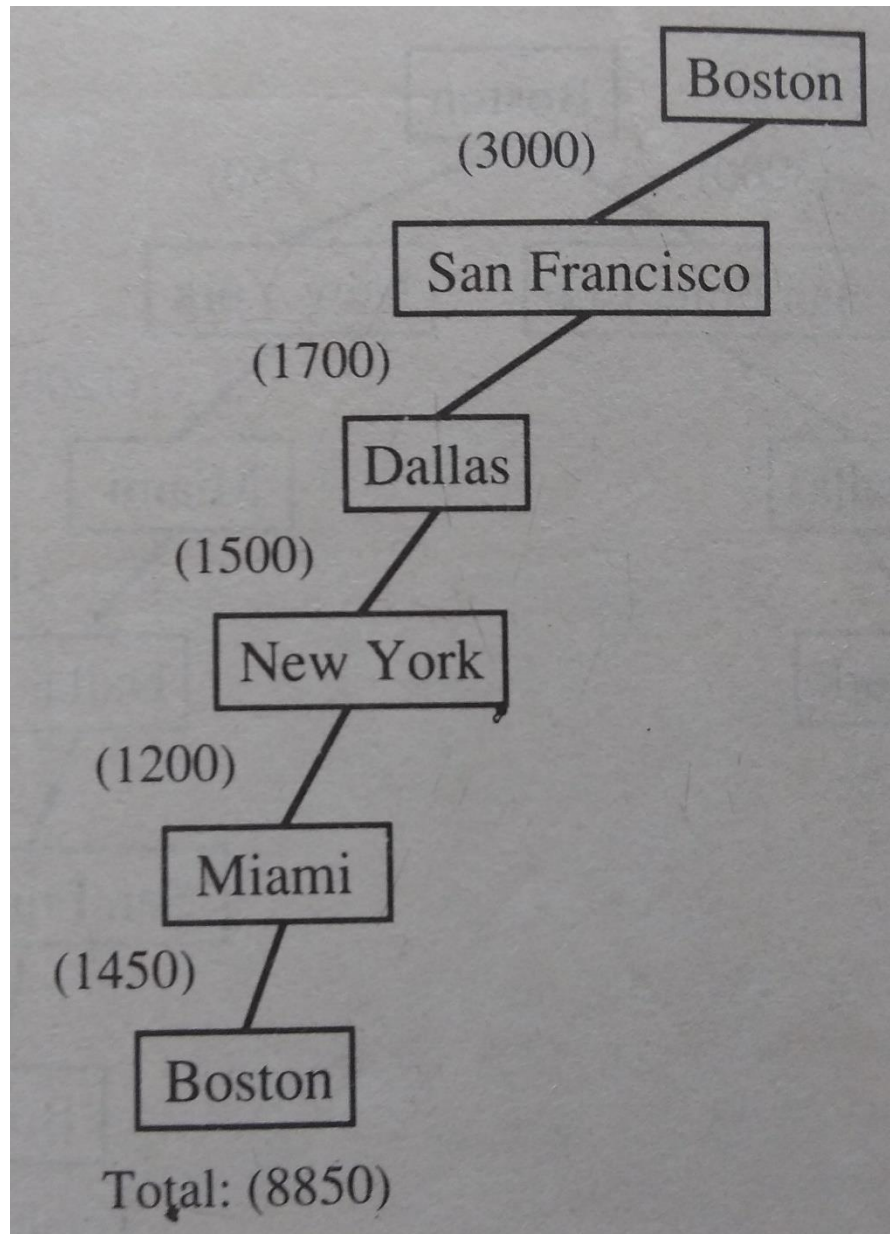 Boston
(3000)
San Francisco
(1700)
Dallas
(1500)
New York
(1200)
Miami
(1450)
Boston
Total: (8850)